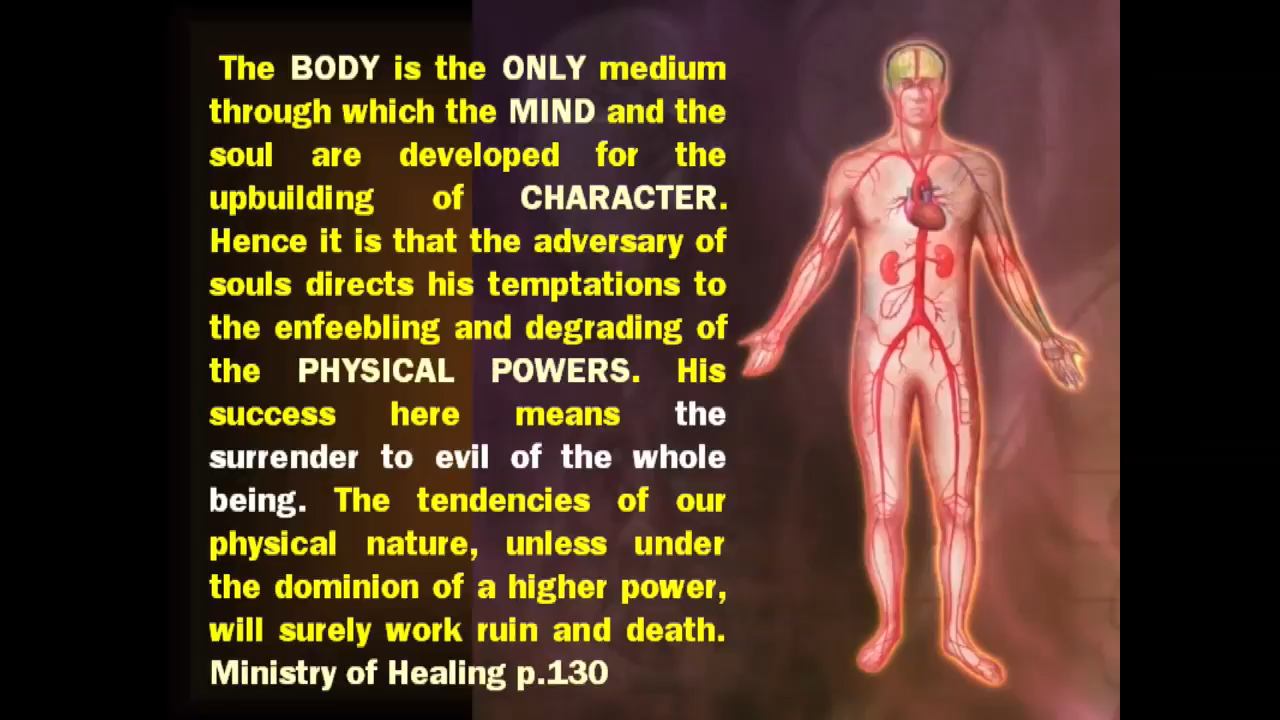 The BODY is the ONLY medium
through which the MIND and the
soul are developed for the
upbuilding of CHARACTER.
Hence it is that the adversary of
souls directs his temptations to
the enfeebling and degrading of
the PHYSICAL POWERS. His
success here means the
surrender to evil of the whole
being. The tendencies of our
physical nature, unless under
the dominion of a higher power,
will surely work ruin and death.
Ministry of Healing p.130